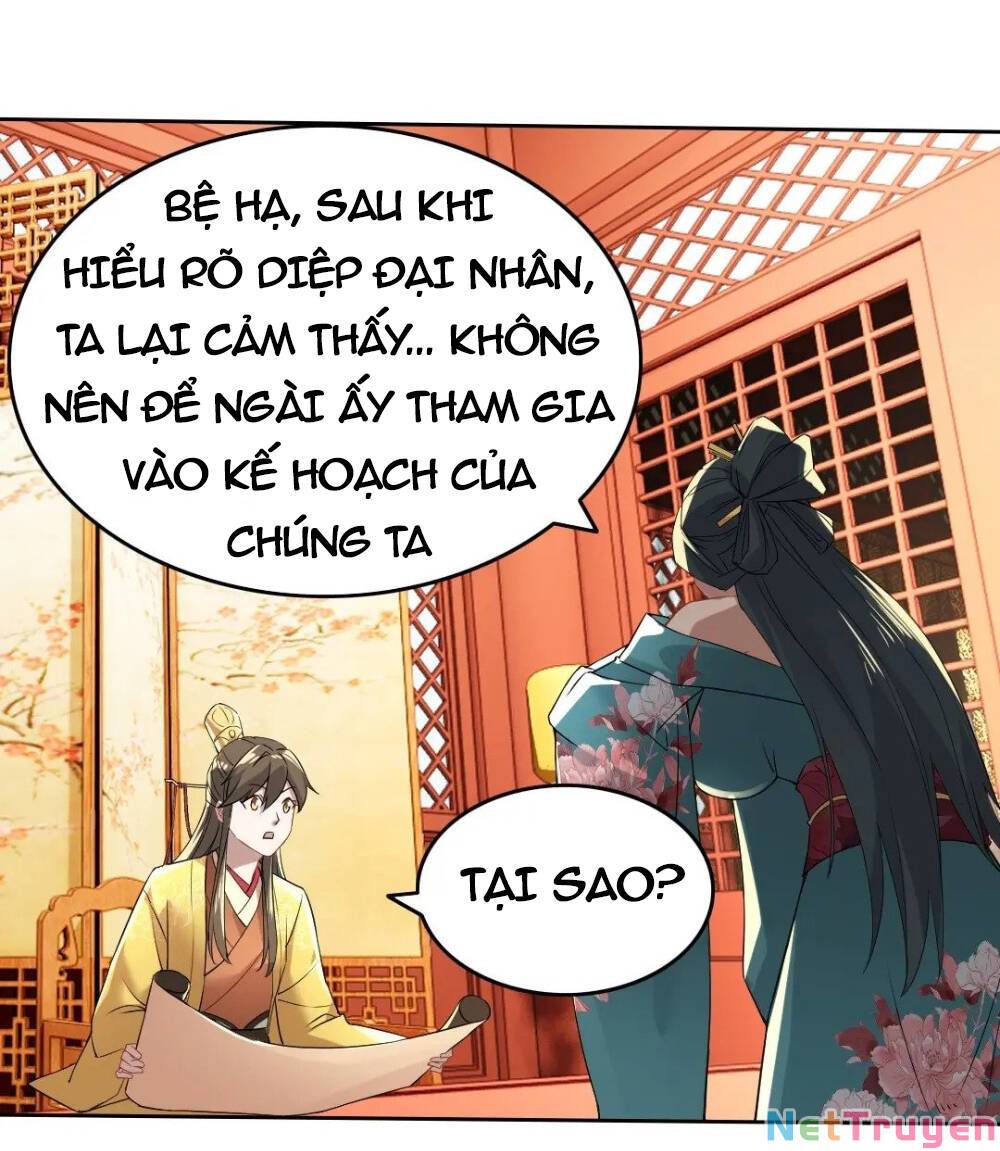 BỆ HẠ, SAU KHI
HIỂU RÕ DIỆP ĐẠI NHÂN,
TA LẠI CẢM THẤY... KHÔNG
NÊN ĐỂ NGÀI ẤY THAM GIA
VÀO KẾ HOẠCH CỦA
CHÚNG TA
TẠI SAO?
NetTruyen